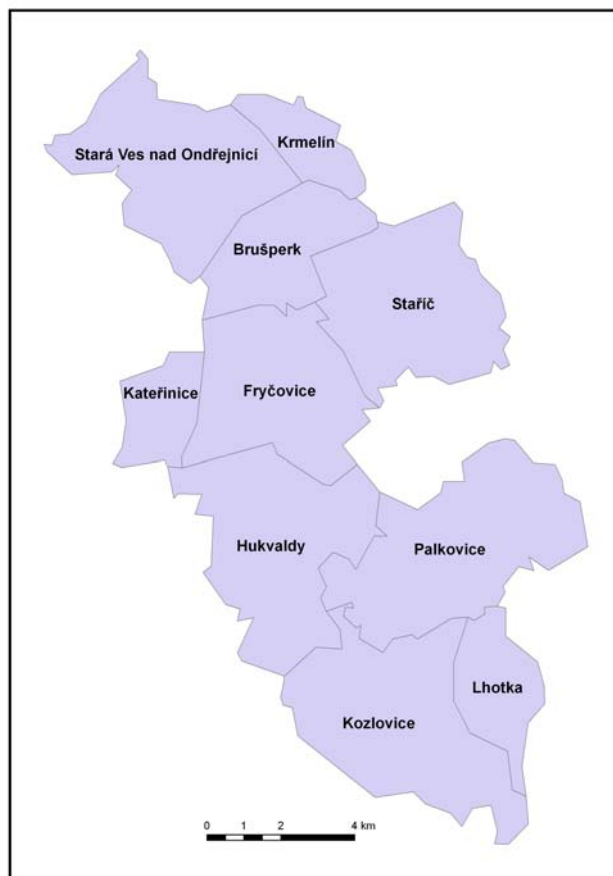 Krmelín
Stará Ves nad Ondřejnicí
Brušperk
Staříč
Kateřinice
Fryčovice
Hukvaldy
Palkovice
Lhotka
Kozlovice
0 1 2 4 km